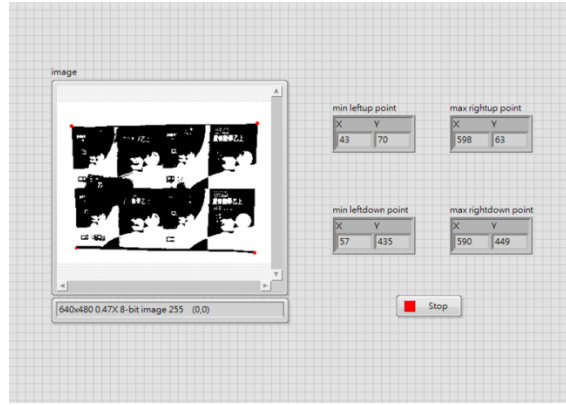 image
640x480 0.47X 8-bit image 255 (0,0)
min leftup point
X Y
43 70
max rightup point
X Y
598 63
min leftdown point
X Y
57 435
max rightdown point
X Y
590 449
Stop